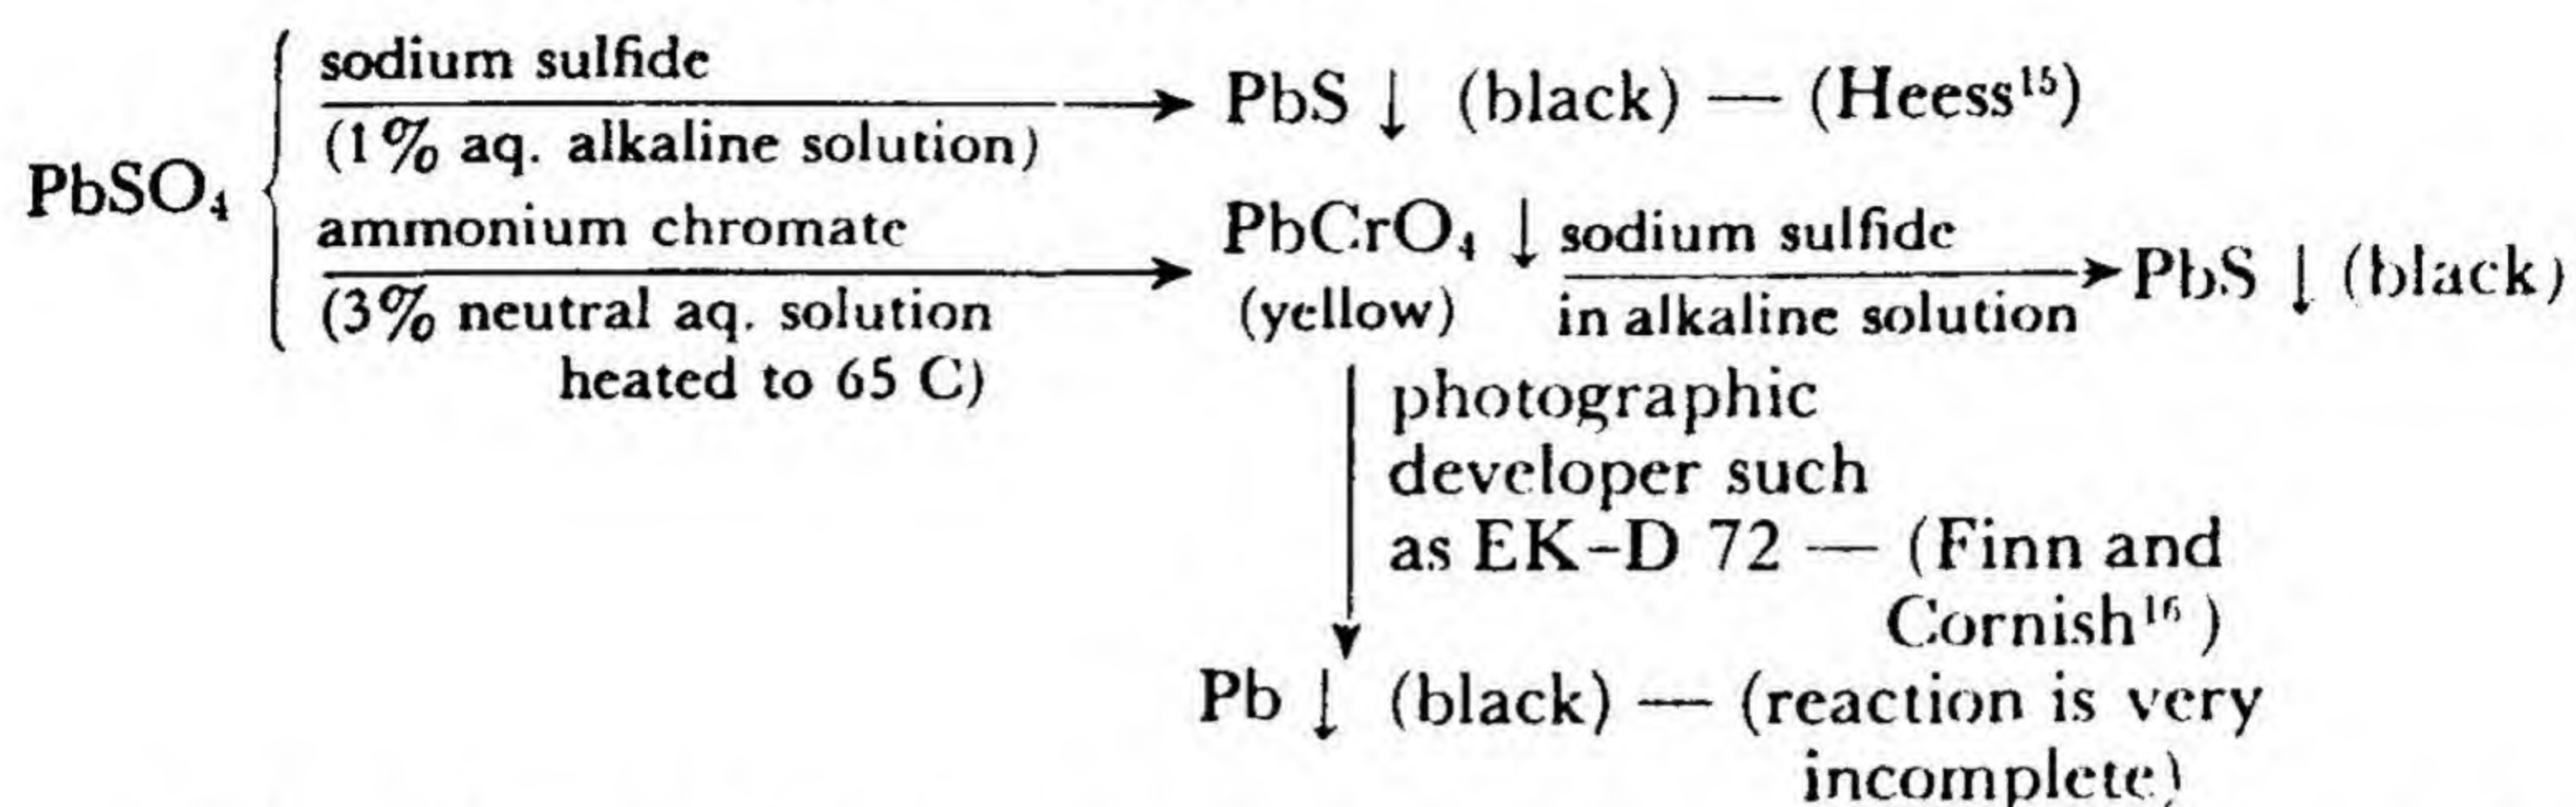 sodium sulfide
(1% aq. alkaline solution)
PbS ↓ (black) — (Heess¹⁵)
PbSO₄
ammonium chromate
(3% neutral aq. solution
heated to 65 C)
PbCrO₄ ↓
(yellow)
sodium sulfide
in alkaline solution
PbS ↓ (black)
photographic
developer such
as EK-D 72 — (Finn and
Cornish¹⁶)
Pb ↓ (black) — (reaction is very
incomplete)